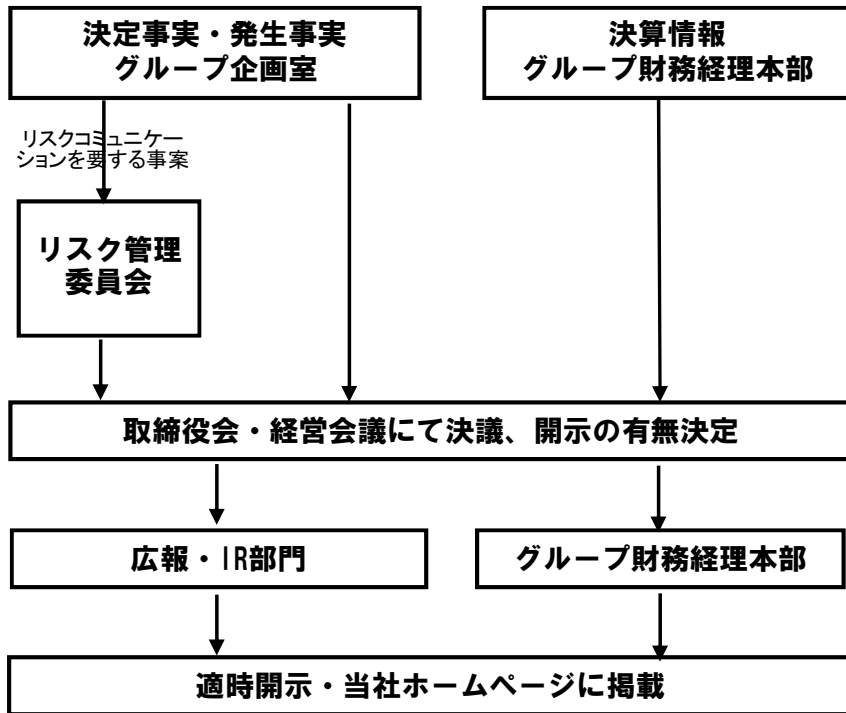 決定事実・発生事実
グループ企画室
決算情報
グループ財務経理本部
リスクコミュニケー
ションを要する事案
リスク管理
委員会
取締役会・経営会議にて決議、開示の有無決定
広報・IR部門
グループ財務経理本部
適時開示・当社ホームページに掲載